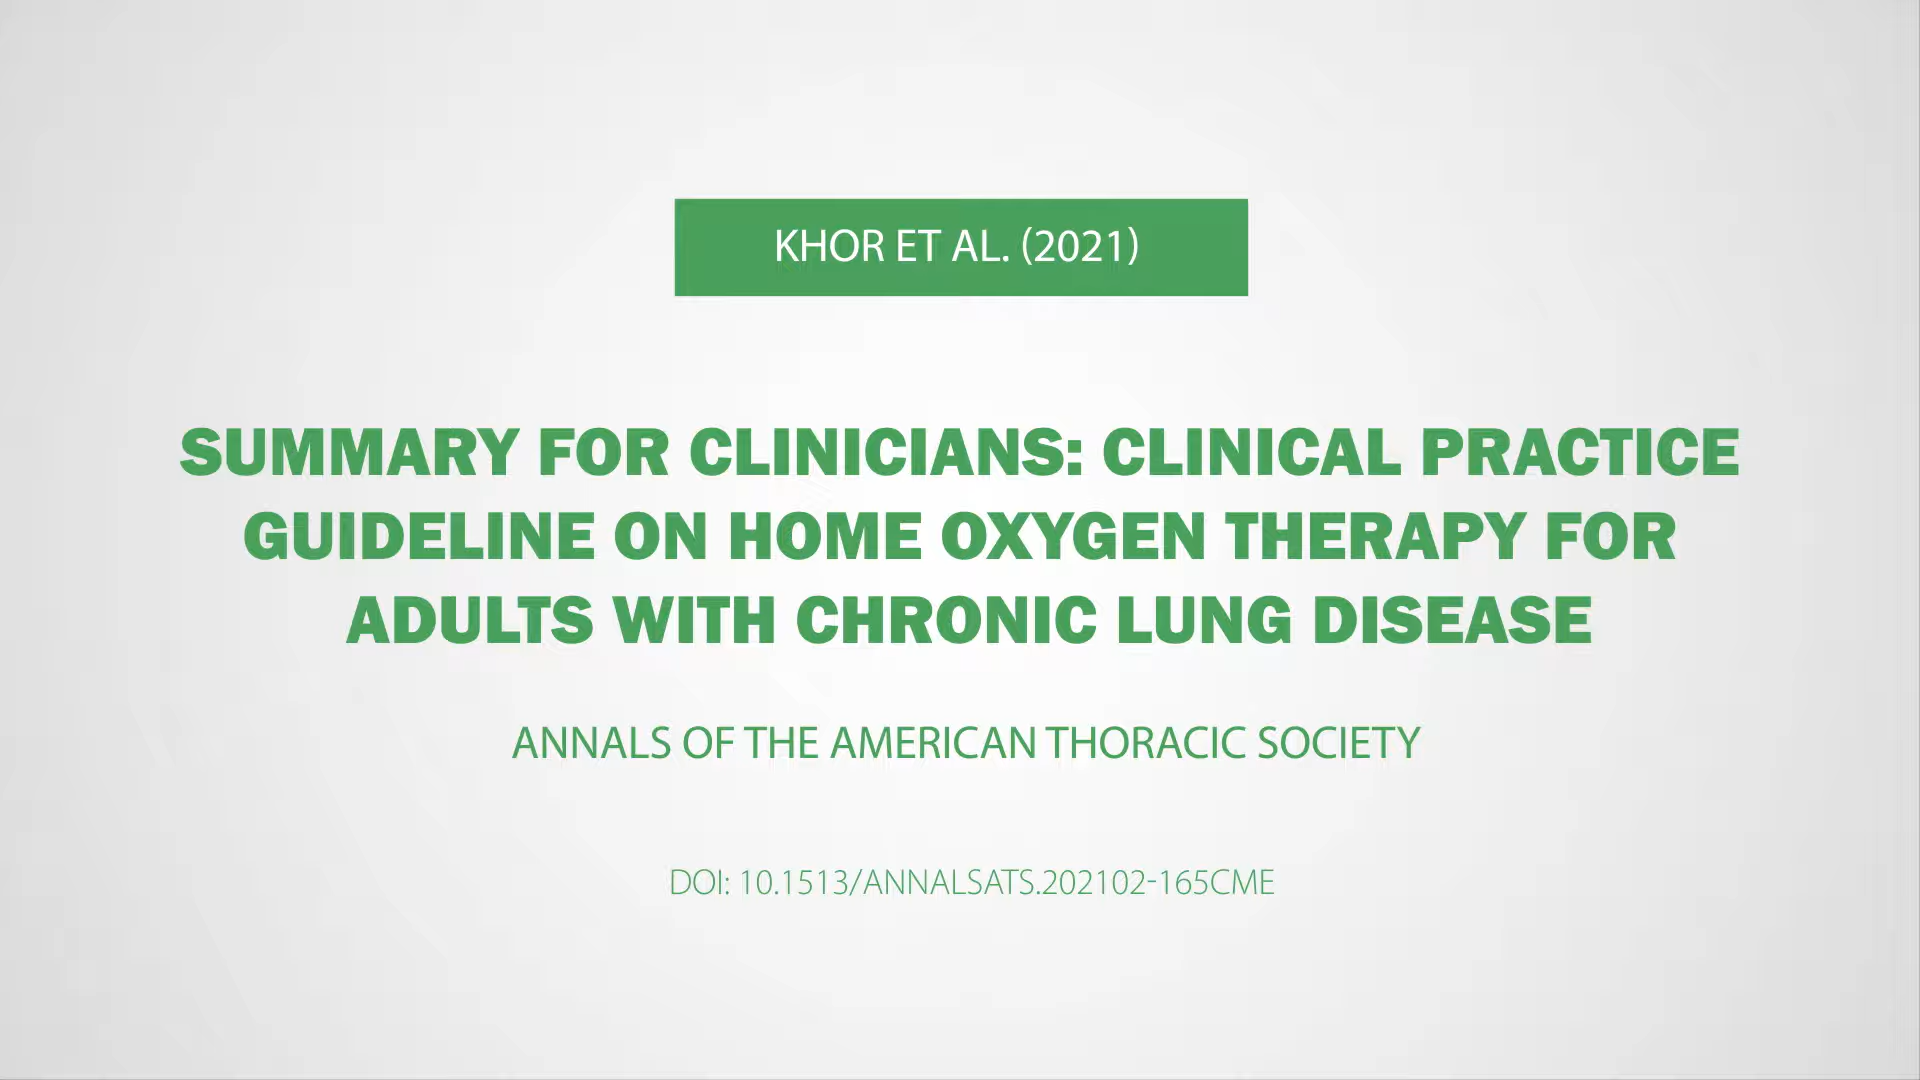 KHOR ET AL. (2021)
SUMMARY FOR CLINICIANS: CLINICAL PRACTICE
GUIDELINE ON HOME OXYGEN THERAPY FOR
ADULTS WITH CHRONIC LUNG DISEASE
ANNALS OF THE AMERICAN THORACIC SOCIETY
DOI: 10.1513/ANNALSATS.202102-165CME